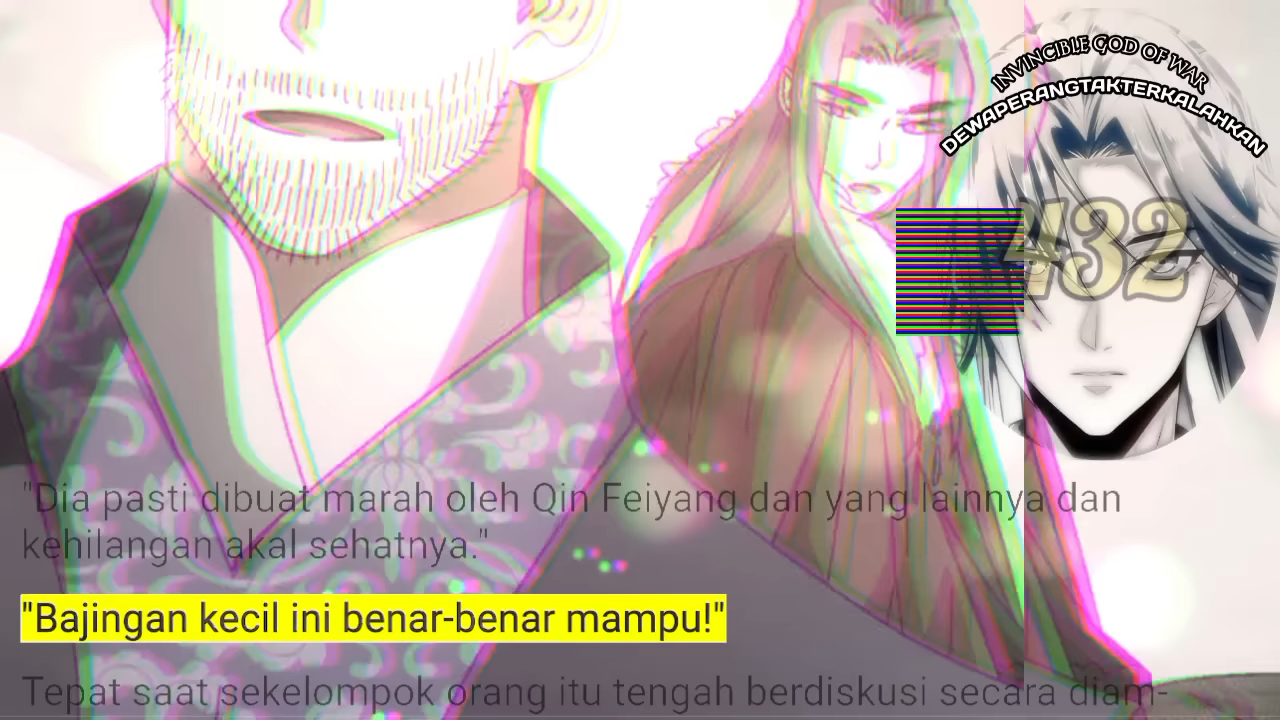 INVINCIBLE GOD OF WAR
DEWAPERANGTAKTERKALAHKAN
432
"Dia pasti dibuat marah oleh Qin Feiyang dan yang lainnya dan
kehilangan akal sehatnya."
"Bajingan kecil ini benar-benar mampu!"
Tepat saat sekelompok orang itu tengah berdiskusi secara diam-